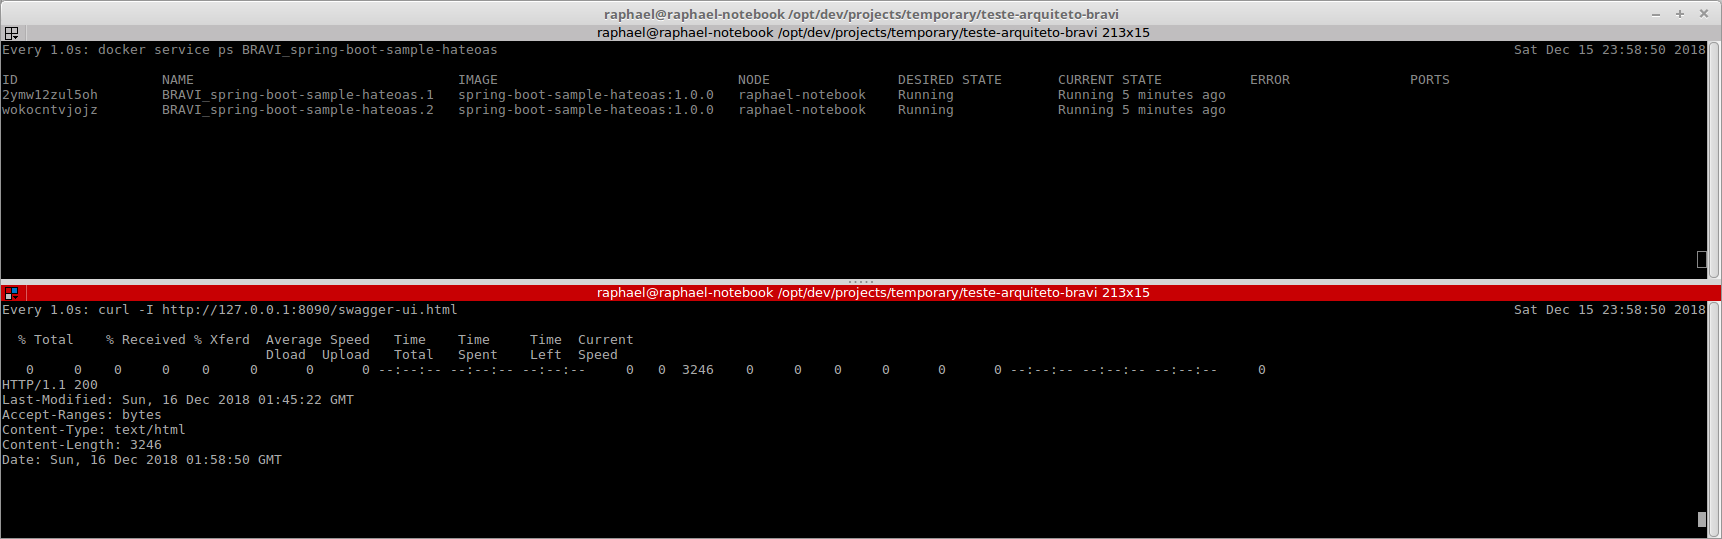 raphael@raphael-notebook /opt/dev/projects/temporary/teste-arquiteto-bravi
raphael@raphael-notebook /opt/dev/projects/temporary/teste-arquiteto-bravi 213x15
Every 1.0s: docker service ps BRAVI_spring-boot-sample-hateoas Sat Dec 15 23:58:50 2018
ID NAME IMAGE NODE DESIRED STATE CURRENT STATE ERROR PORTS
2ymw12zul5oh BRAVI_spring-boot-sample-hateoas.1 spring-boot-sample-hateoas:1.0.0 raphael-notebook Running Running 5 minutes ago
wokocntvjojz BRAVI_spring-boot-sample-hateoas.2 spring-boot-sample-hateoas:1.0.0 raphael-notebook Running Running 5 minutes ago
raphael@raphael-notebook /opt/dev/projects/temporary/teste-arquiteto-bravi 213x15
Every 1.0s: curl -I http://127.0.0.1:8090/swagger-ui.html Sat Dec 15 23:58:50 2018
% Total % Received % Xferd Average Speed Time Time Time Current
Dload Upload Total Spent Left Speed
0 0 0 0 0 0 0 0 --:--:-- --:--:-- --:--:-- 0 0 3246 0 0 0 0 0 0 --:--:-- --:--:-- --:--:-- 0
HTTP/1.1 200
Last-Modified: Sun, 16 Dec 2018 01:45:22 GMT
Accept-Ranges: bytes
Content-Type: text/html
Content-Length: 3246
Date: Sun, 16 Dec 2018 01:58:50 GMT